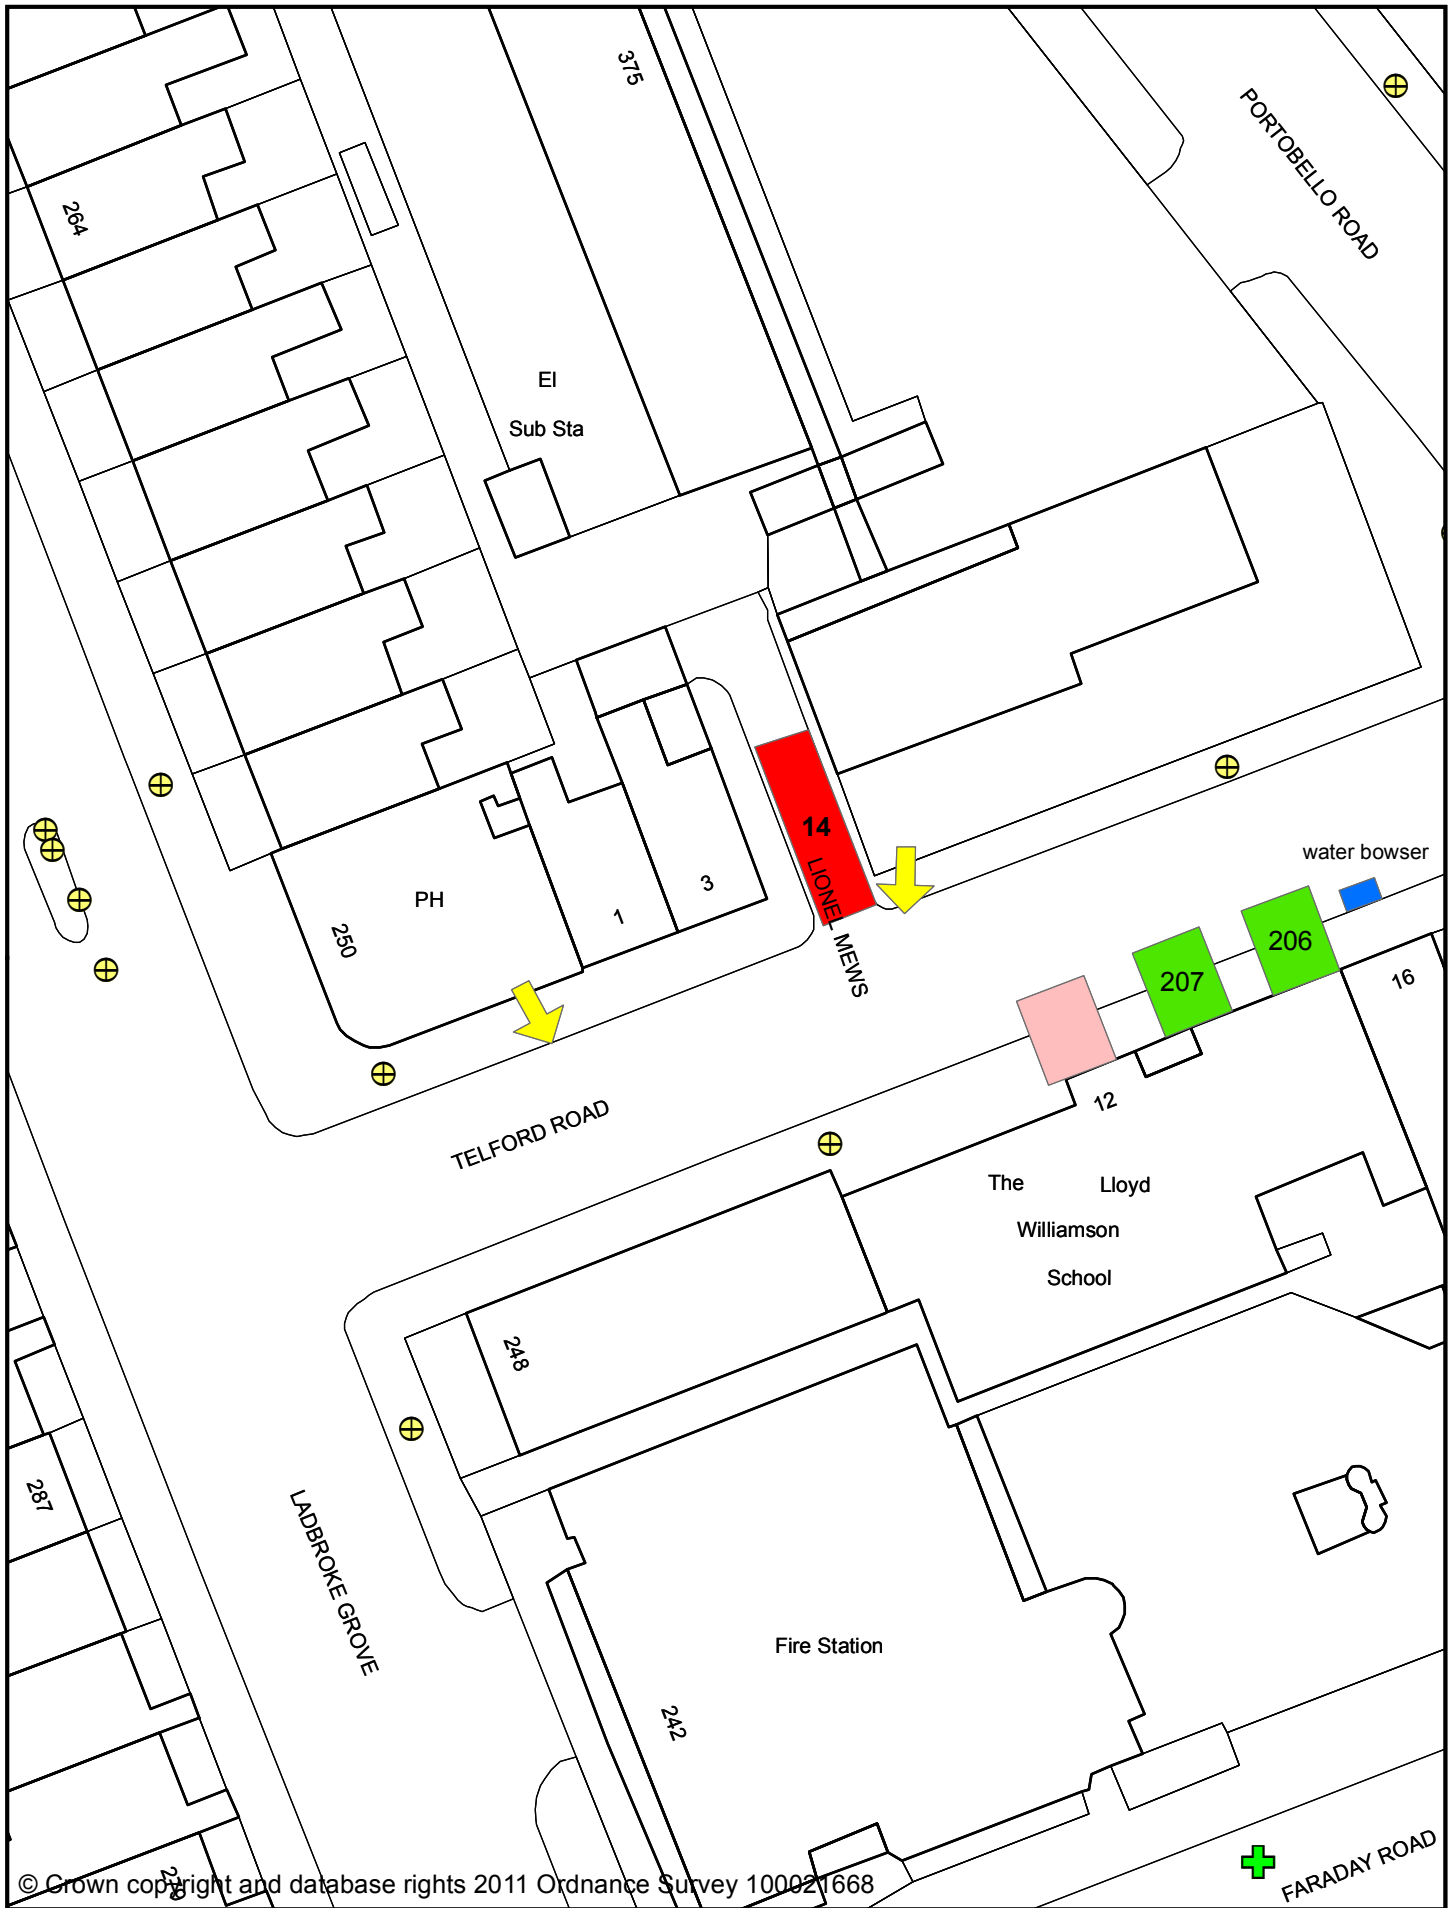 375
PORTOBELLO ROAD
264
El
Sub Sta
14
LIONEL MEWS
water bowser
PH
3
1
250
206
207
16
12
TELFORD ROAD
The Lloyd
Williamson
School
248
287
LADBROKE GROVE
Fire Station
242
FARADAY ROAD
279
© Crown copyright and database rights 2011 Ordnance Survey 100021668